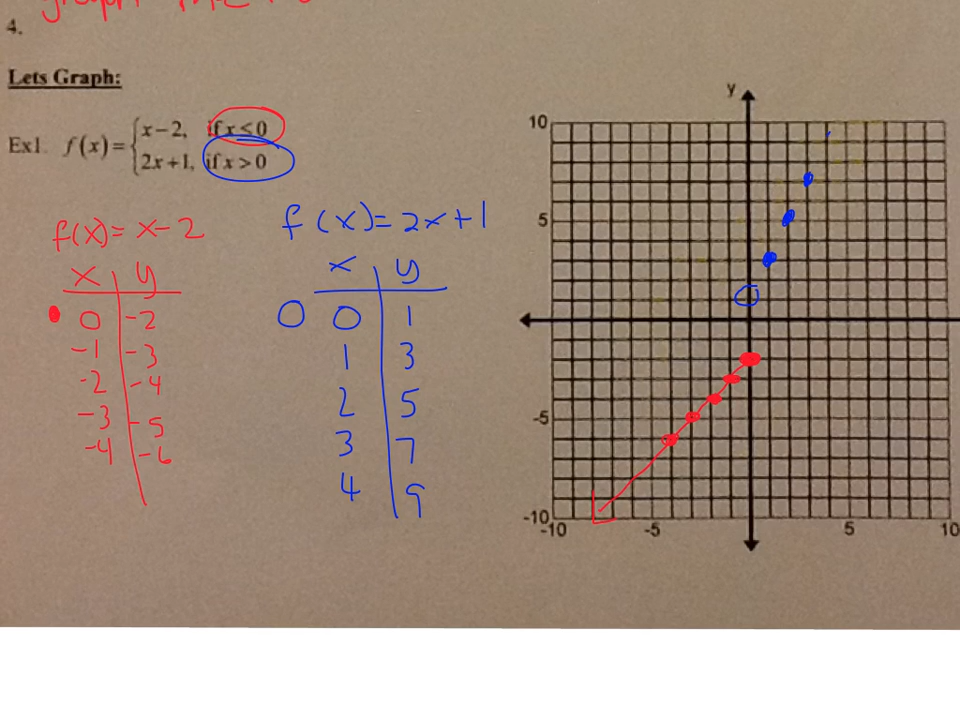 graph
4.
Lets Graph:
Ex1. f(x) = { x − 2, if x ≤ 0
2x + 1, if x > 0
f(x) = x − 2
x y
0 -2
-1 -3
-2 -4
-3 -5
-4 -6
f(x) = 2x + 1
x y
0 1
1 3
2 5
3 7
4 9
y
10
5
-5
-10
-10 -5 5 10